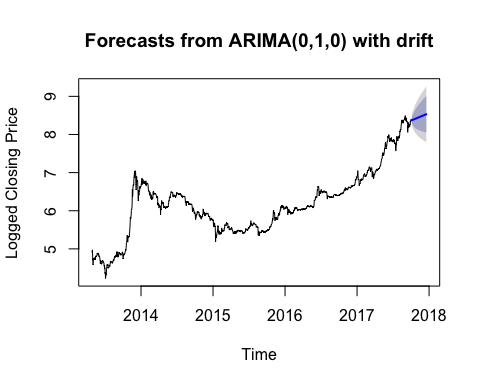 Forecasts from ARIMA(0,1,0) with drift
Logged Closing Price
9
8
7
6
5
2014 2015 2016 2017 2018
Time